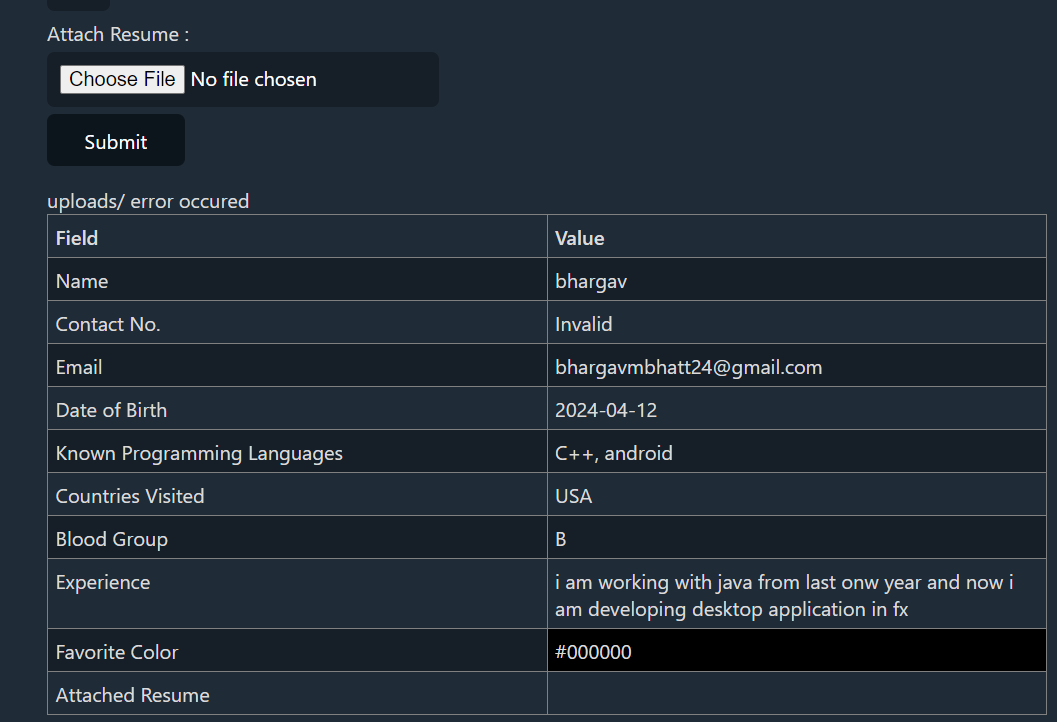 Attach Resume :
Choose File No file chosen
Submit
uploads/ error occured
Field Value
Name bhargav
Contact No. Invalid
Email bhargavmbhatt24@gmail.com
Date of Birth 2024-04-12
Known Programming Languages C++, android
Countries Visited USA
Blood Group B
Experience i am working with java from last onw year and now i
am developing desktop application in fx
Favorite Color #000000
Attached Resume